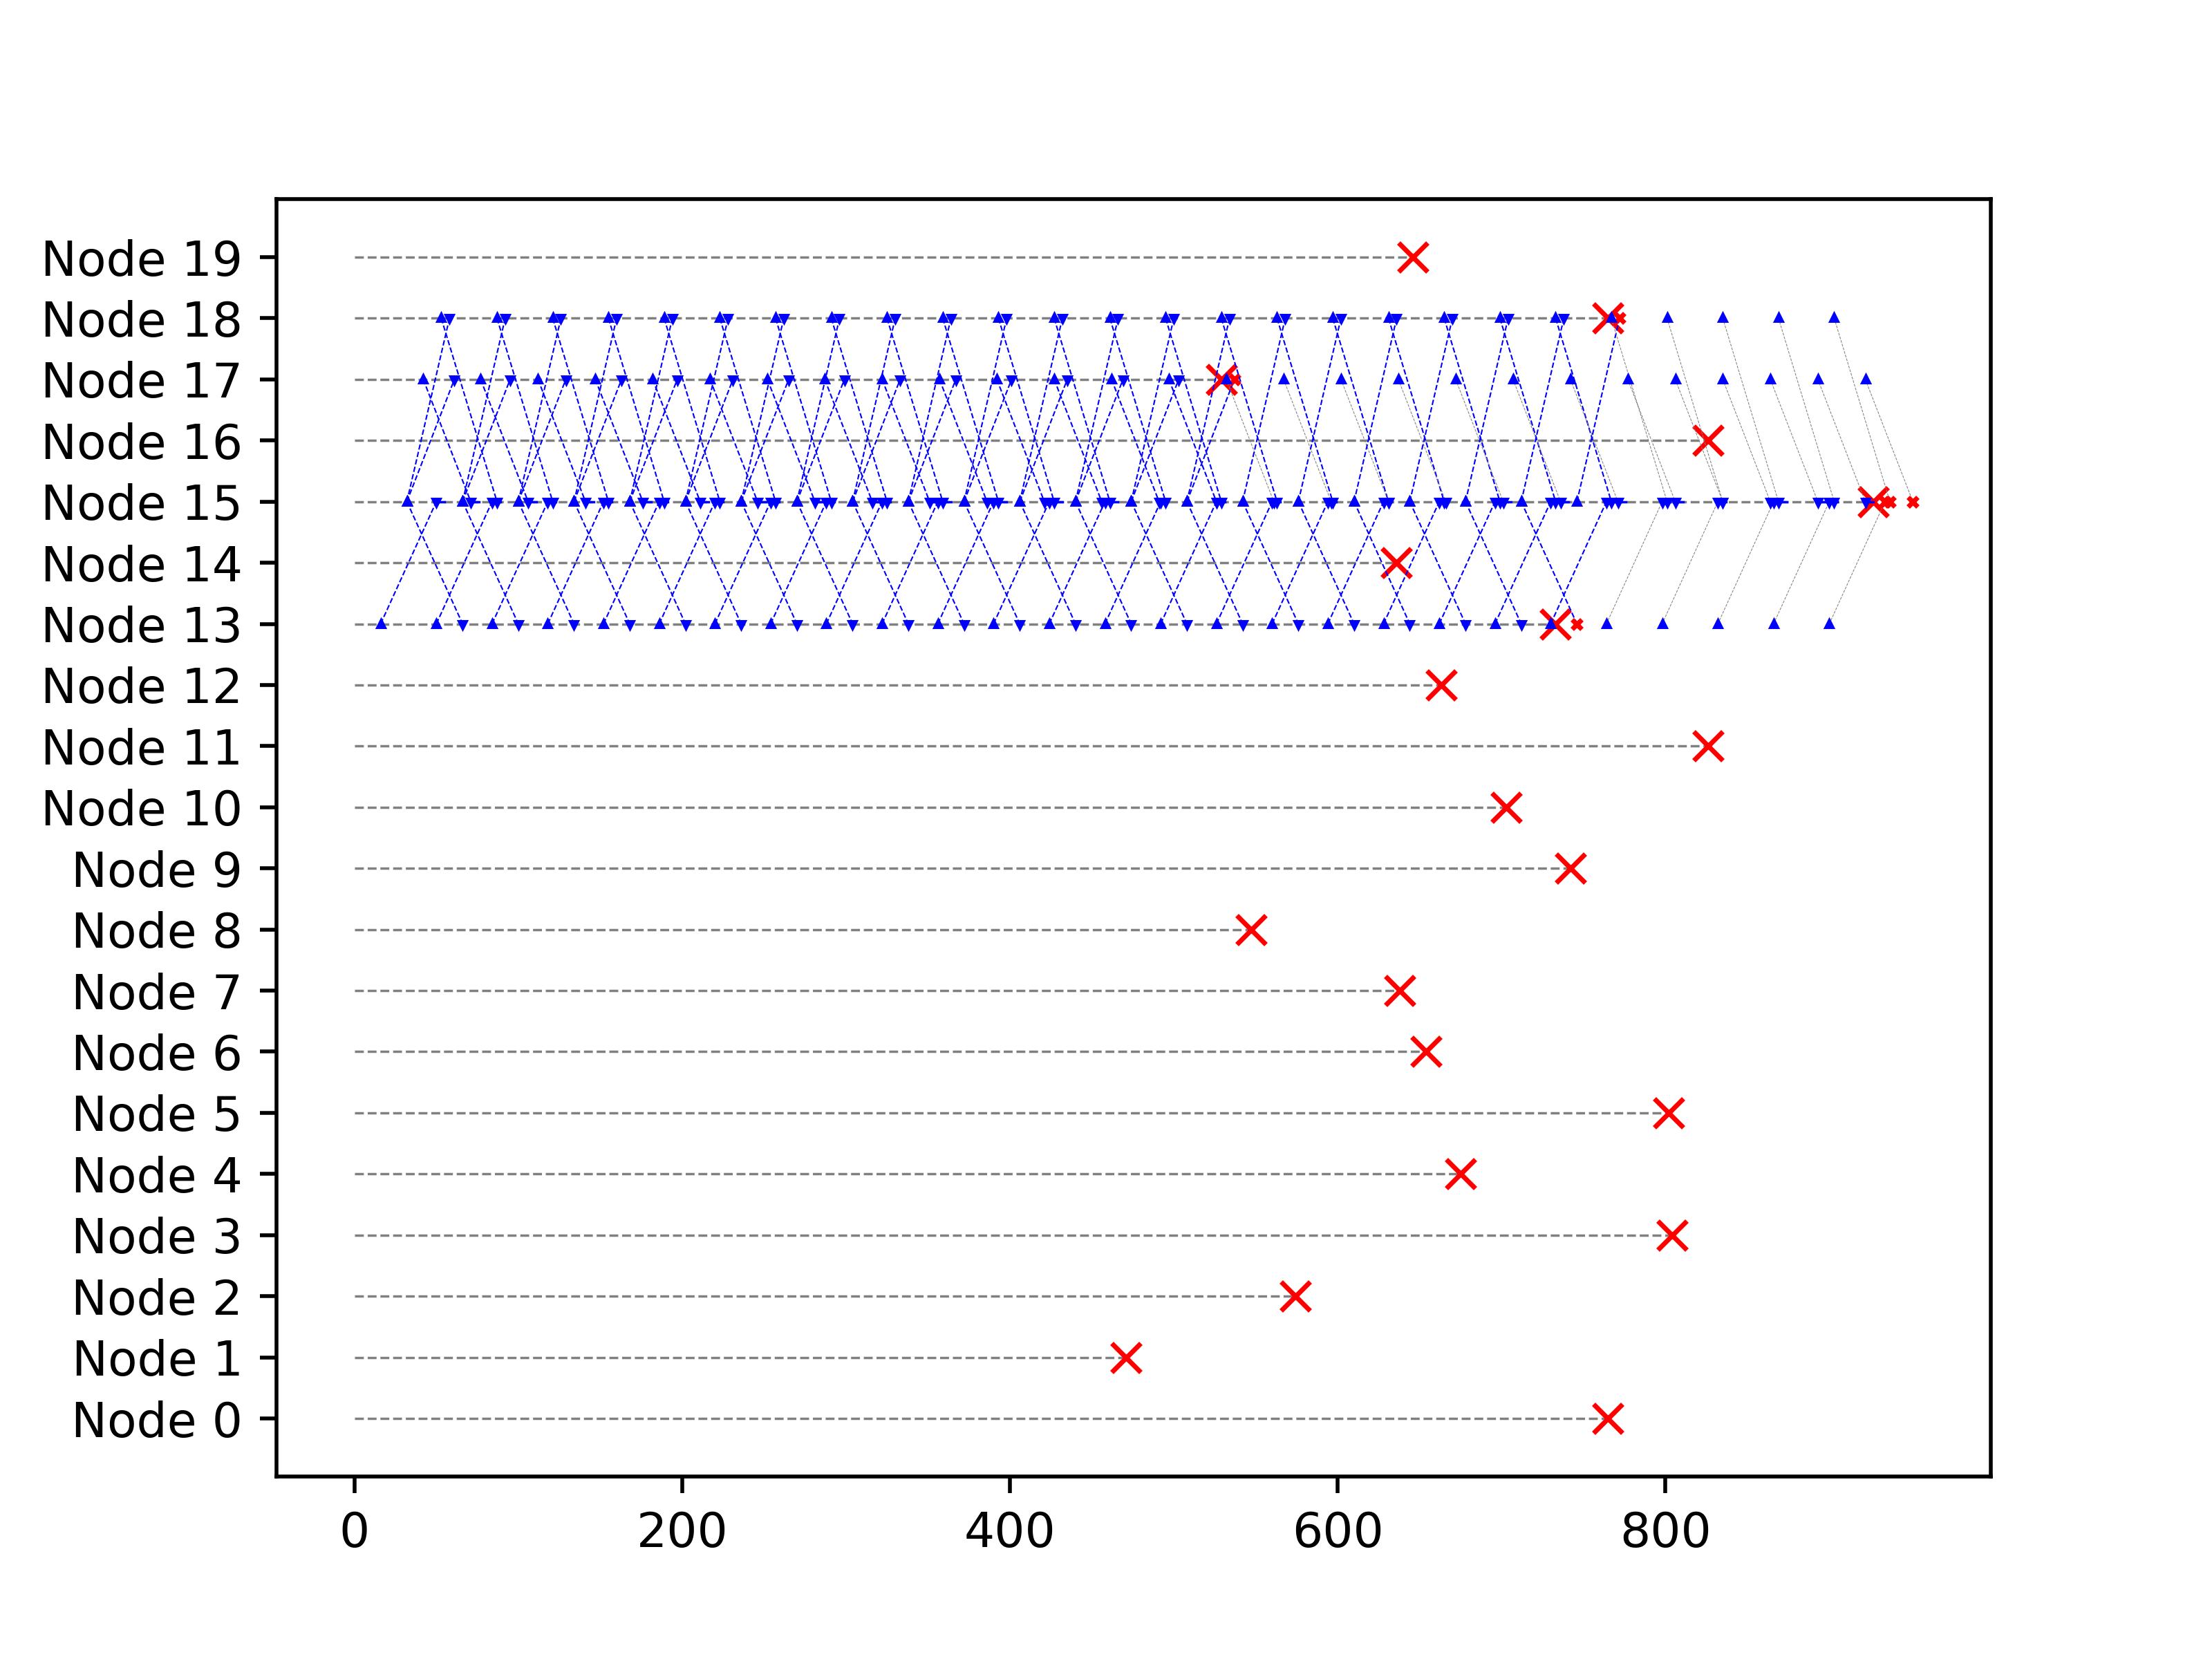 Node 19
Node 18
Node 17
Node 16
Node 15
Node 14
Node 13
Node 12
Node 11
Node 10
Node 9
Node 8
Node 7
Node 6
Node 5
Node 4
Node 3
Node 2
Node 1
Node 0
0 200 400 600 800